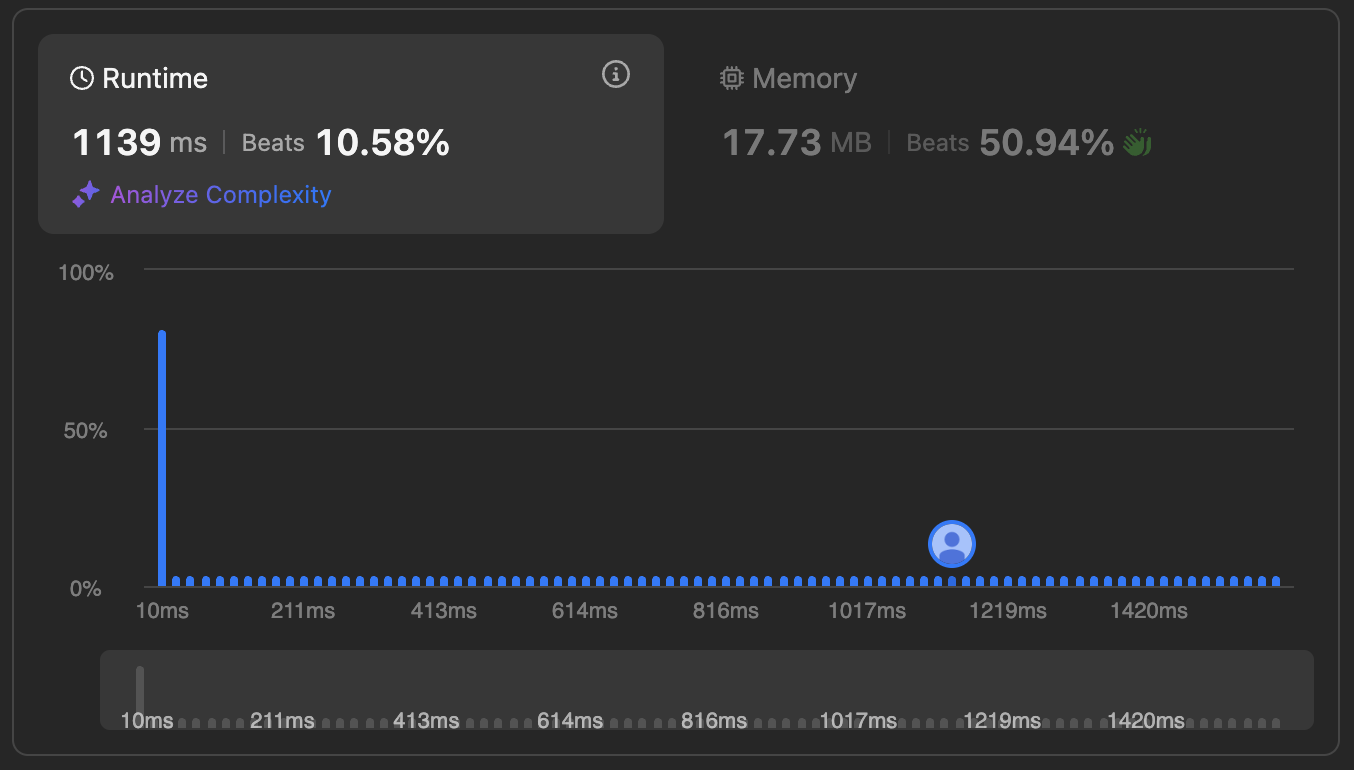 Runtime
1139 ms | Beats 10.58%
Analyze Complexity
Memory
17.73 MB | Beats 50.94%
100%
50%
0%
10ms 211ms 413ms 614ms 816ms 1017ms 1219ms 1420ms
10ms 211ms 413ms 614ms 816ms 1017ms 1219ms 1420ms